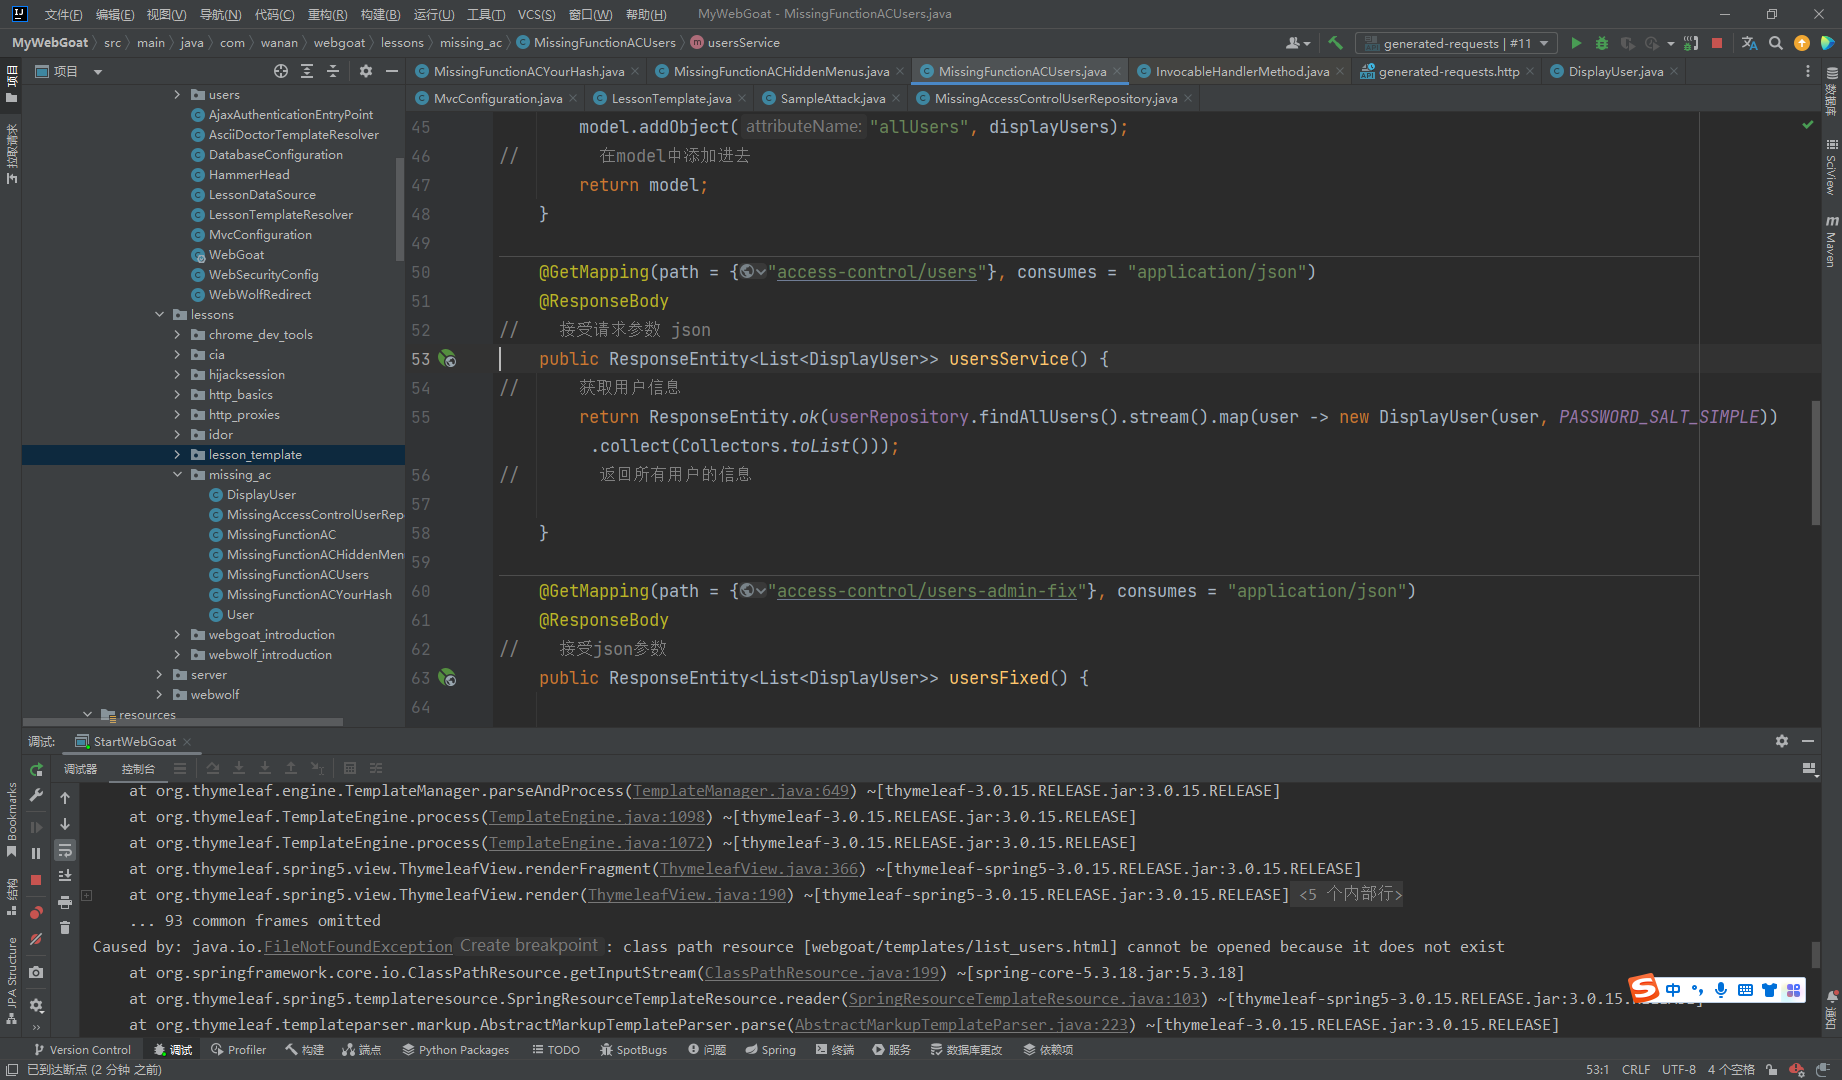 文件(F) 编辑(E) 视图(V) 导航(N) 代码(C) 重构(R) 构建(B) 运行(U) 工具(T) VCS(S) 窗口(W) 帮助(H) MyWebGoat - MissingFunctionACUsers.java
MyWebGoat src main java com wanan webgoat lessons missing_ac MissingFunctionACUsers usersService
generated-requests | #11
项目
MissingFunctionACYourHash.java MissingFunctionACHiddenMenus.java MissingFunctionACUsers.java InvocableHandlerMethod.java generated-requests.http DisplayUser.java
MvcConfiguration.java LessonTemplate.java SampleAttack.java MissingAccessControlUserRepository.java
项目
拉取请求
users
AjaxAuthenticationEntryPoint
AsciiDoctorTemplateResolver
DatabaseConfiguration
HammerHead
LessonDataSource
LessonTemplateResolver
MvcConfiguration
WebGoat
WebSecurityConfig
WebWolfRedirect
lessons
chrome_dev_tools
cia
hijacksession
http_basics
http_proxies
idor
lesson_template
missing_ac
DisplayUser
MissingAccessControlUserRep
MissingFunctionAC
MissingFunctionACHiddenMen
MissingFunctionACUsers
MissingFunctionACYourHash
User
webgoat_introduction
webwolf_introduction
server
webwolf
resources
45 model.addObject( attributeName: "allUsers", displayUsers);
46 // 在model中添加进去
47 return model;
48 }
49
50 @GetMapping(path = {"access-control/users"}, consumes = "application/json")
51 @ResponseBody
52 // 接受请求参数 json
53 public ResponseEntity<List<DisplayUser>> usersService() {
54 // 获取用户信息
55 return ResponseEntity.ok(userRepository.findAllUsers().stream().map(user -> new DisplayUser(user, PASSWORD_SALT_SIMPLE))
.collect(Collectors.toList()));
56 // 返回所有用户的信息
57
58 }
59
60 @GetMapping(path = {"access-control/users-admin-fix"}, consumes = "application/json")
61 @ResponseBody
62 // 接受json参数
63 public ResponseEntity<List<DisplayUser>> usersFixed() {
64
数据库
SciView
Maven
调试: StartWebGoat
调试器 控制台
at org.thymeleaf.engine.TemplateManager.parseAndProcess(TemplateManager.java:649) ~[thymeleaf-3.0.15.RELEASE.jar:3.0.15.RELEASE]
at org.thymeleaf.TemplateEngine.process(TemplateEngine.java:1098) ~[thymeleaf-3.0.15.RELEASE.jar:3.0.15.RELEASE]
at org.thymeleaf.TemplateEngine.process(TemplateEngine.java:1072) ~[thymeleaf-3.0.15.RELEASE.jar:3.0.15.RELEASE]
at org.thymeleaf.spring5.view.ThymeleafView.renderFragment(ThymeleafView.java:366) ~[thymeleaf-spring5-3.0.15.RELEASE.jar:3.0.15.RELEASE]
at org.thymeleaf.spring5.view.ThymeleafView.render(ThymeleafView.java:190) ~[thymeleaf-spring5-3.0.15.RELEASE.jar:3.0.15.RELEASE] <5 个内部行>
... 93 common frames omitted
Caused by: java.io.FileNotFoundException Create breakpoint : class path resource [webgoat/templates/list_users.html] cannot be opened because it does not exist
at org.springframework.core.io.ClassPathResource.getInputStream(ClassPathResource.java:199) ~[spring-core-5.3.18.jar:5.3.18]
at org.thymeleaf.spring5.templateresource.SpringResourceTemplateResource.reader(SpringResourceTemplateResource.java:103) ~[thymeleaf-spring5-3.0.15.RELEASE.jar:3.0.15.RELEASE]
at org.thymeleaf.templateparser.markup.AbstractMarkupTemplateParser.parse(AbstractMarkupTemplateParser.java:223) ~[thymeleaf-3.0.15.RELEASE.jar:3.0.15.RELEASE]
Bookmarks
结构
JPA Structure
中
通知
Version Control 调试 Profiler 构建 端点 Python Packages TODO SpotBugs 问题 Spring 终端 服务 数据库更改 依赖项
已到达断点 (2 分钟 之前) 53:1 CRLF UTF-8 4 个空格